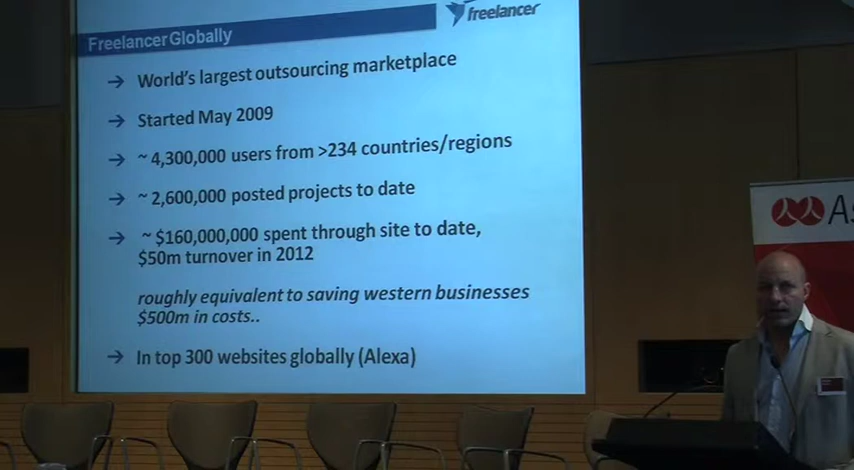 freelancer
FreelancerGlobally
→ World's largest outsourcing marketplace
→ Started May 2009
→ ~ 4,300,000 users from >234 countries/regions
→ ~ 2,600,000 posted projects to date
→ ~ $160,000,000 spent through site to date,
$50m turnover in 2012
roughly equivalent to saving western businesses
$500m in costs..
→ In top 300 websites globally (Alexa)
As